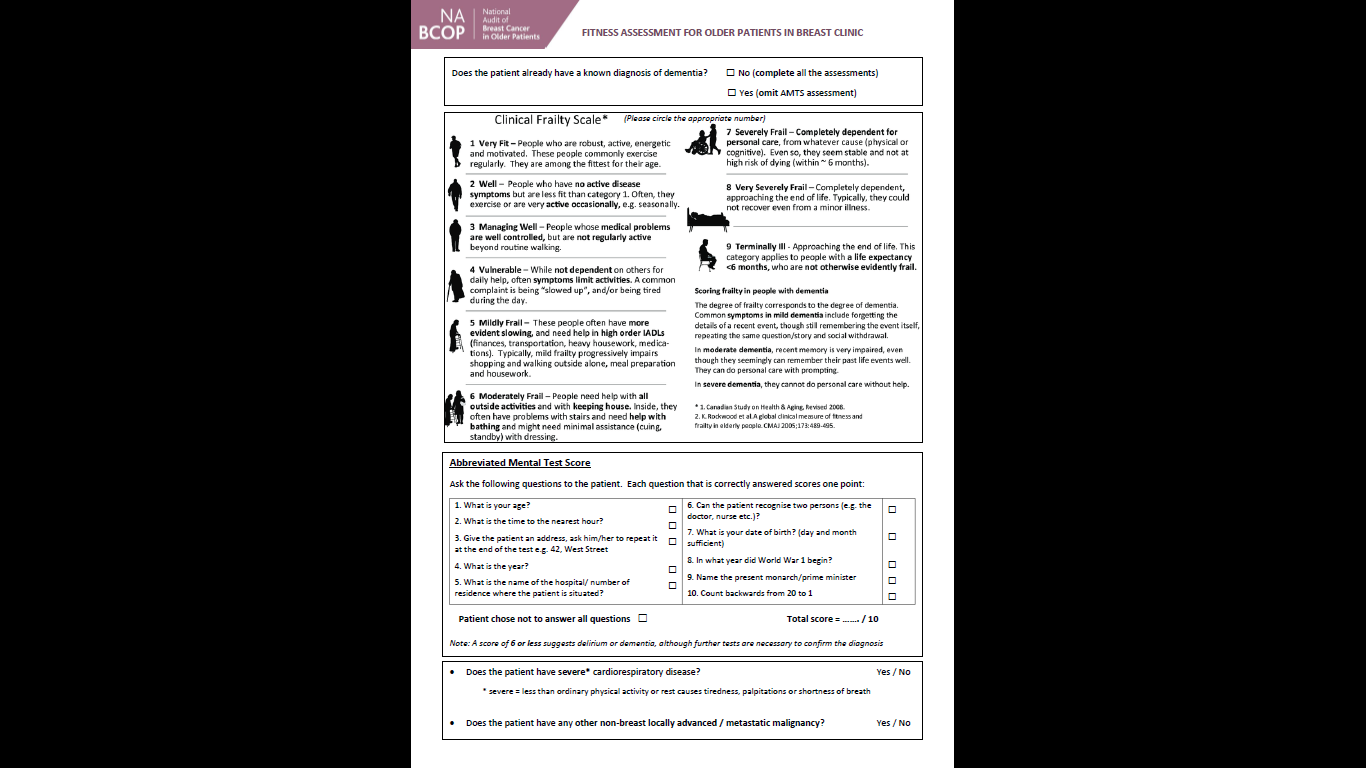 NA
BCOP
National
Audit of
Breast Cancer
in Older Patients
FITNESS ASSESSMENT FOR OLDER PATIENTS IN BREAST CLINIC
Does the patient already have a known diagnosis of dementia?
☐ No (complete all the assessments)
☐ Yes (omit AMTS assessment)
Clinical Frailty Scale* (Please circle the appropriate number)
1 Very Fit – People who are robust, active, energetic
and motivated. These people commonly exercise
regularly. They are among the fittest for their age.
2 Well – People who have no active disease
symptoms but are less fit than category 1. Often, they
exercise or are very active occasionally, e.g. seasonally.
3 Managing Well – People whose medical problems
are well controlled, but are not regularly active
beyond routine walking.
4 Vulnerable – While not dependent on others for
daily help, often symptoms limit activities. A common
complaint is being "slowed up", and/or being tired
during the day.
5 Mildly Frail – These people often have more
evident slowing, and need help in high order IADLs
(finances, transportation, heavy housework, medica-
tions). Typically, mild frailty progressively impairs
shopping and walking outside alone, meal preparation
and housework.
6 Moderately Frail – People need help with all
outside activities and with keeping house. Inside, they
often have problems with stairs and need help with
bathing and might need minimal assistance (cuing,
standby) with dressing.
7 Severely Frail – Completely dependent for
personal care, from whatever cause (physical or
cognitive). Even so, they seem stable and not at
high risk of dying (within ~ 6 months).
8 Very Severely Frail – Completely dependent,
approaching the end of life. Typically, they could
not recover even from a minor illness.
9 Terminally Ill - Approaching the end of life. This
category applies to people with a life expectancy
<6 months, who are not otherwise evidently frail.
Scoring frailty in people with dementia
The degree of frailty corresponds to the degree of dementia.
Common symptoms in mild dementia include forgetting the
details of a recent event, though still remembering the event itself,
repeating the same question/story and social withdrawal.
In moderate dementia, recent memory is very impaired, even
though they seemingly can remember their past life events well.
They can do personal care with prompting.
In severe dementia, they cannot do personal care without help.
* 1. Canadian Study on Health & Aging, Revised 2008.
2. K. Rockwood et al. A global clinical measure of fitness and
frailty in elderly people. CMAJ 2005;173:489-495.
Abbreviated Mental Test Score
Ask the following questions to the patient. Each question that is correctly answered scores one point:
1. What is your age? ☐
2. What is the time to the nearest hour? ☐
3. Give the patient an address, ask him/her to repeat it ☐
at the end of the test e.g. 42, West Street
4. What is the year? ☐
5. What is the name of the hospital/ number of ☐
residence where the patient is situated?
6. Can the patient recognise two persons (e.g. the ☐
doctor, nurse etc.)?
7. What is your date of birth? (day and month ☐
sufficient)
8. In what year did World War 1 begin? ☐
9. Name the present monarch/prime minister ☐
10. Count backwards from 20 to 1 ☐
Patient chose not to answer all questions ☐
Total score = ....... / 10
Note: A score of 6 or less suggests delirium or dementia, although further tests are necessary to confirm the diagnosis
• Does the patient have severe* cardiorespiratory disease? Yes / No
* severe = less than ordinary physical activity or rest causes tiredness, palpitations or shortness of breath
• Does the patient have any other non-breast locally advanced / metastatic malignancy? Yes / No